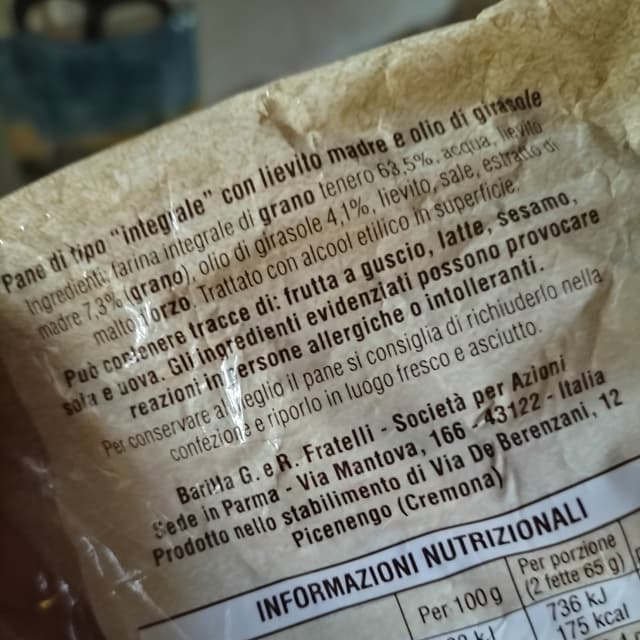 Pane di tipo "integrale" con lievito madre e olio di girasole
Ingredienti: farina integrale di grano tenero 63,5%, acqua, lievito
madre 7,3% (grano), olio di girasole 4,1%, lievito, sale, estratto di
malto d'orzo. Trattato con alcool etilico in superficie.
Può contenere tracce di: frutta a guscio, latte, sesamo,
soia e uova. Gli ingredienti evidenziati possono provocare
reazioni in persone allergiche o intolleranti.
Per conservare al meglio il pane si consiglia di richiuderlo nella
confezione e riporlo in luogo fresco e asciutto.
Barilla G. e R. Fratelli - Società per Azioni
Sede in Parma - Via Mantova, 166 - 43122 - Italia
Prodotto nello stabilimento di Via De Berenzani, 12
Picenengo (Cremona)
INFORMAZIONI NUTRIZIONALI
Per 100g
Per porzione
(2 fette 65 g)
kJ
736 kJ
175 kcal